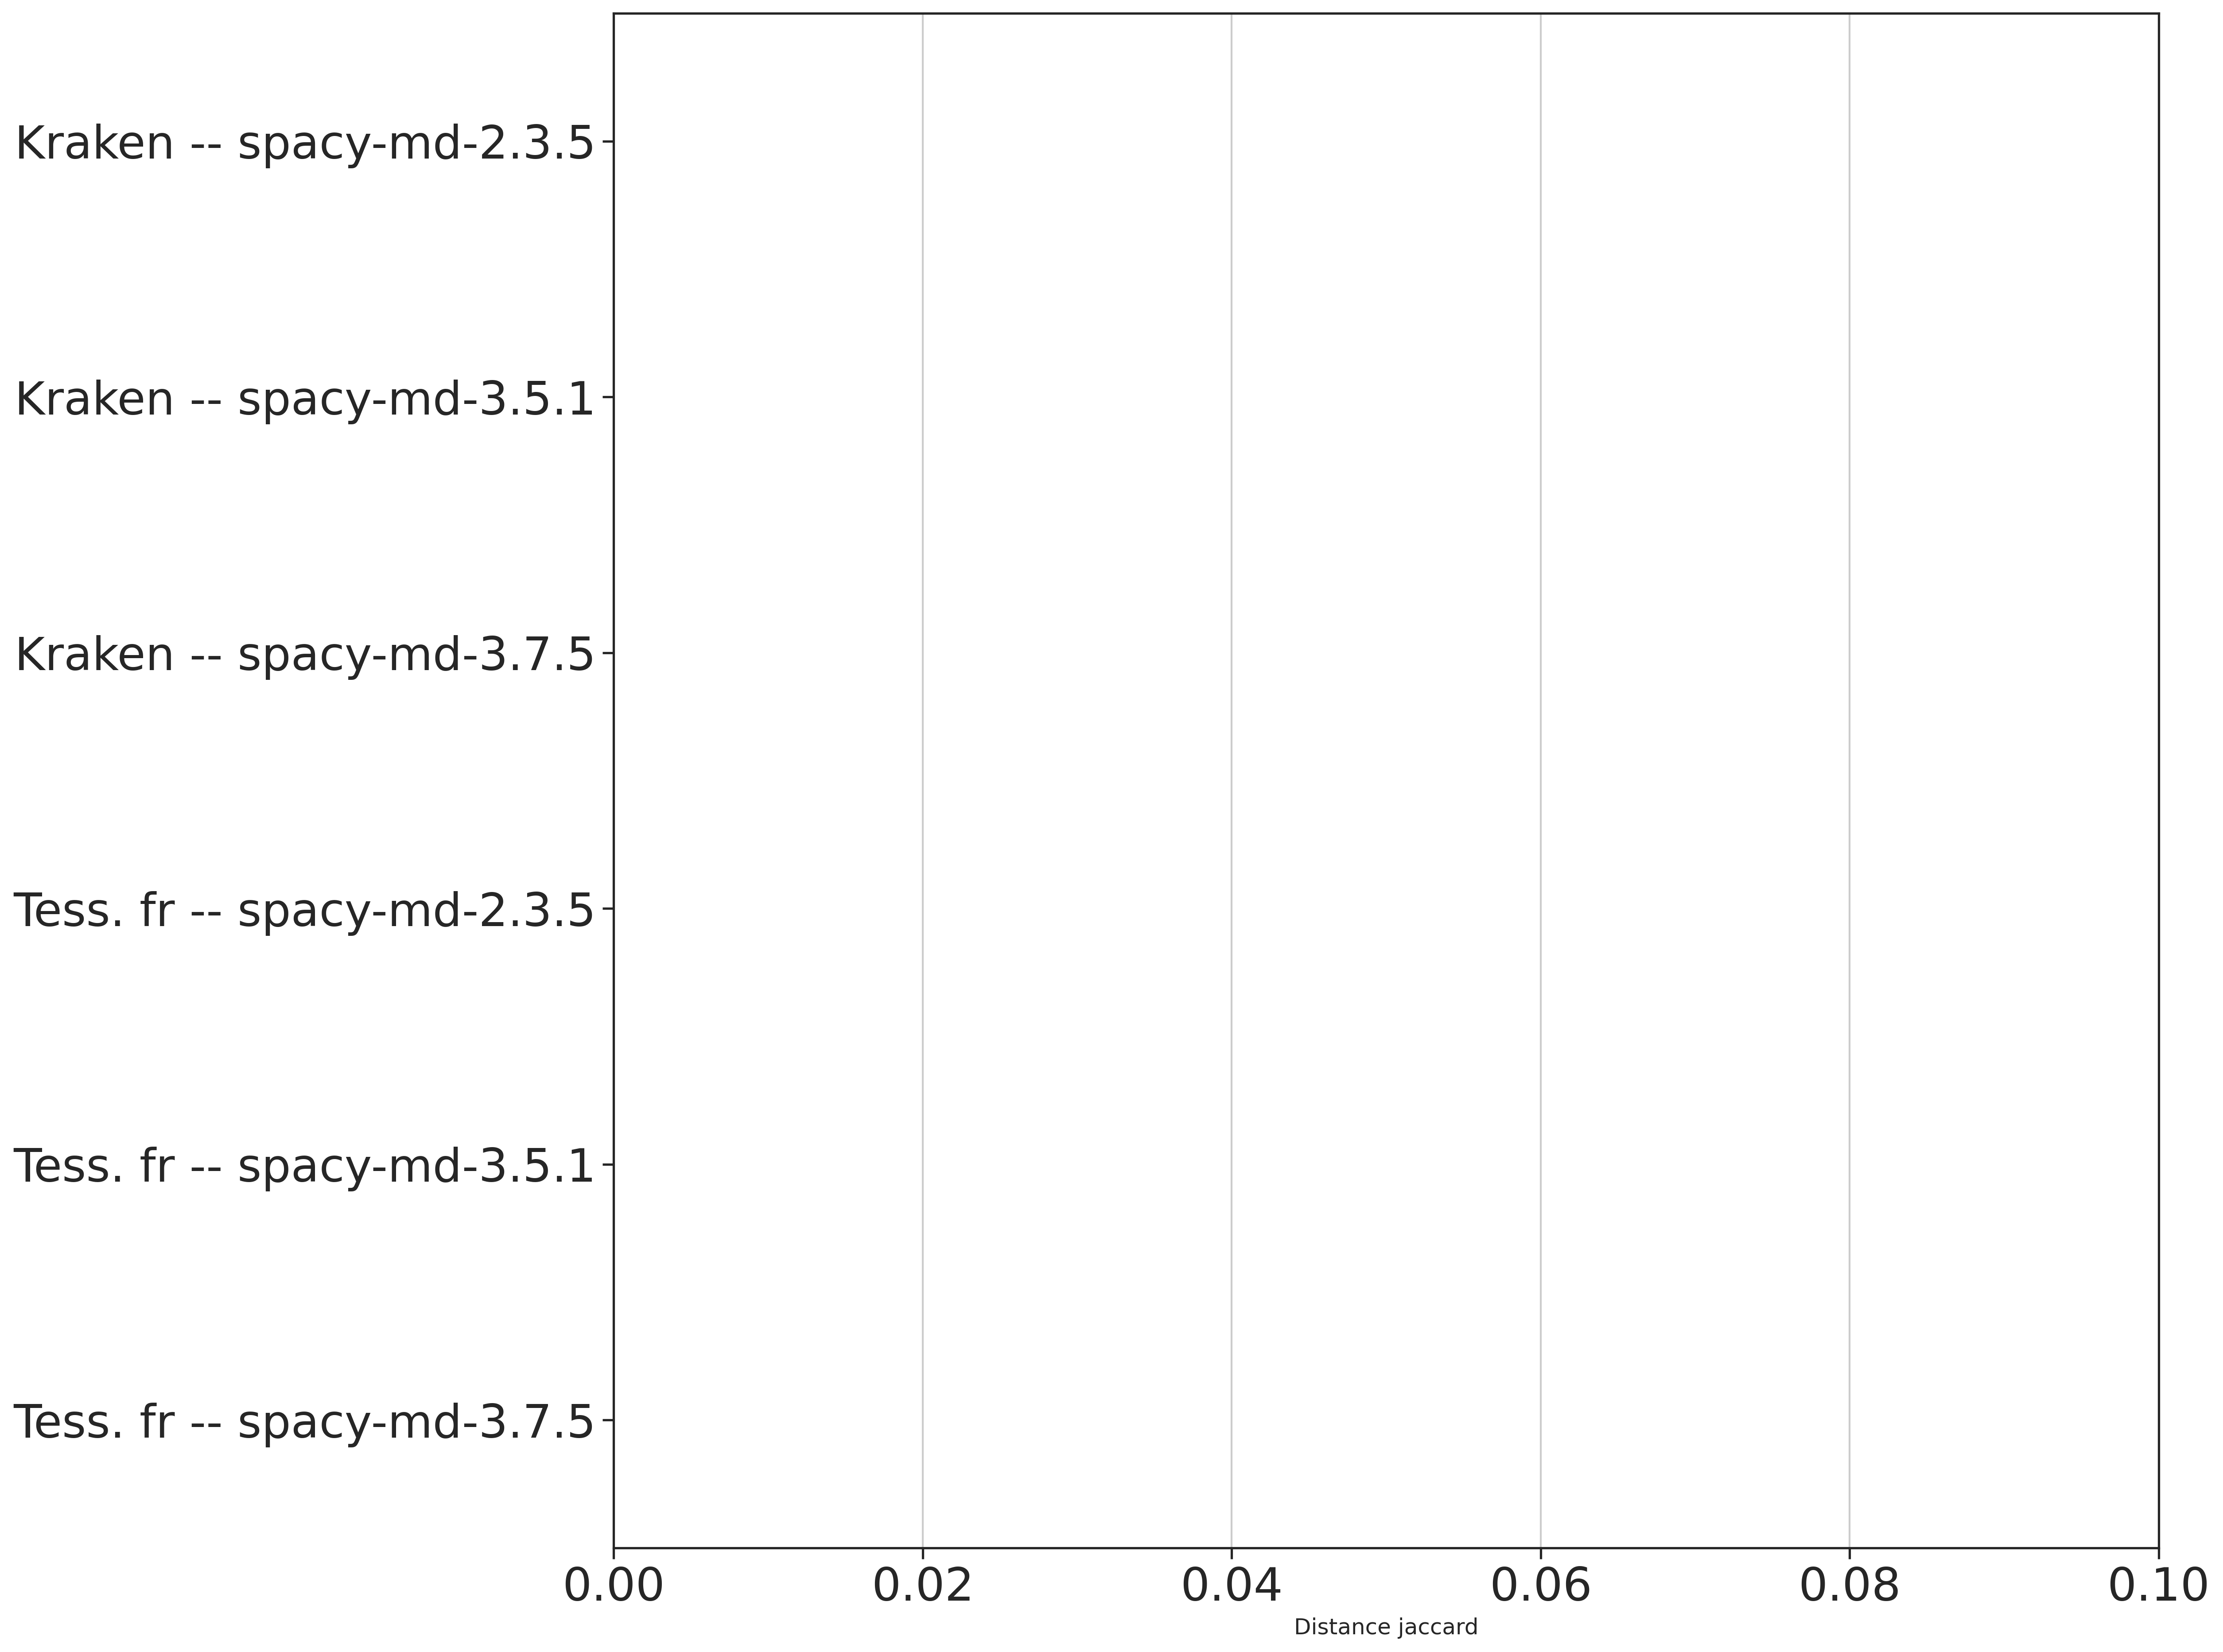 Kraken -- spacy-md-2.3.5
Kraken -- spacy-md-3.5.1
Kraken -- spacy-md-3.7.5
Tess. fr -- spacy-md-2.3.5
Tess. fr -- spacy-md-3.5.1
Tess. fr -- spacy-md-3.7.5
0.00 0.02 0.04 0.06 0.08 0.10
Distance jaccard